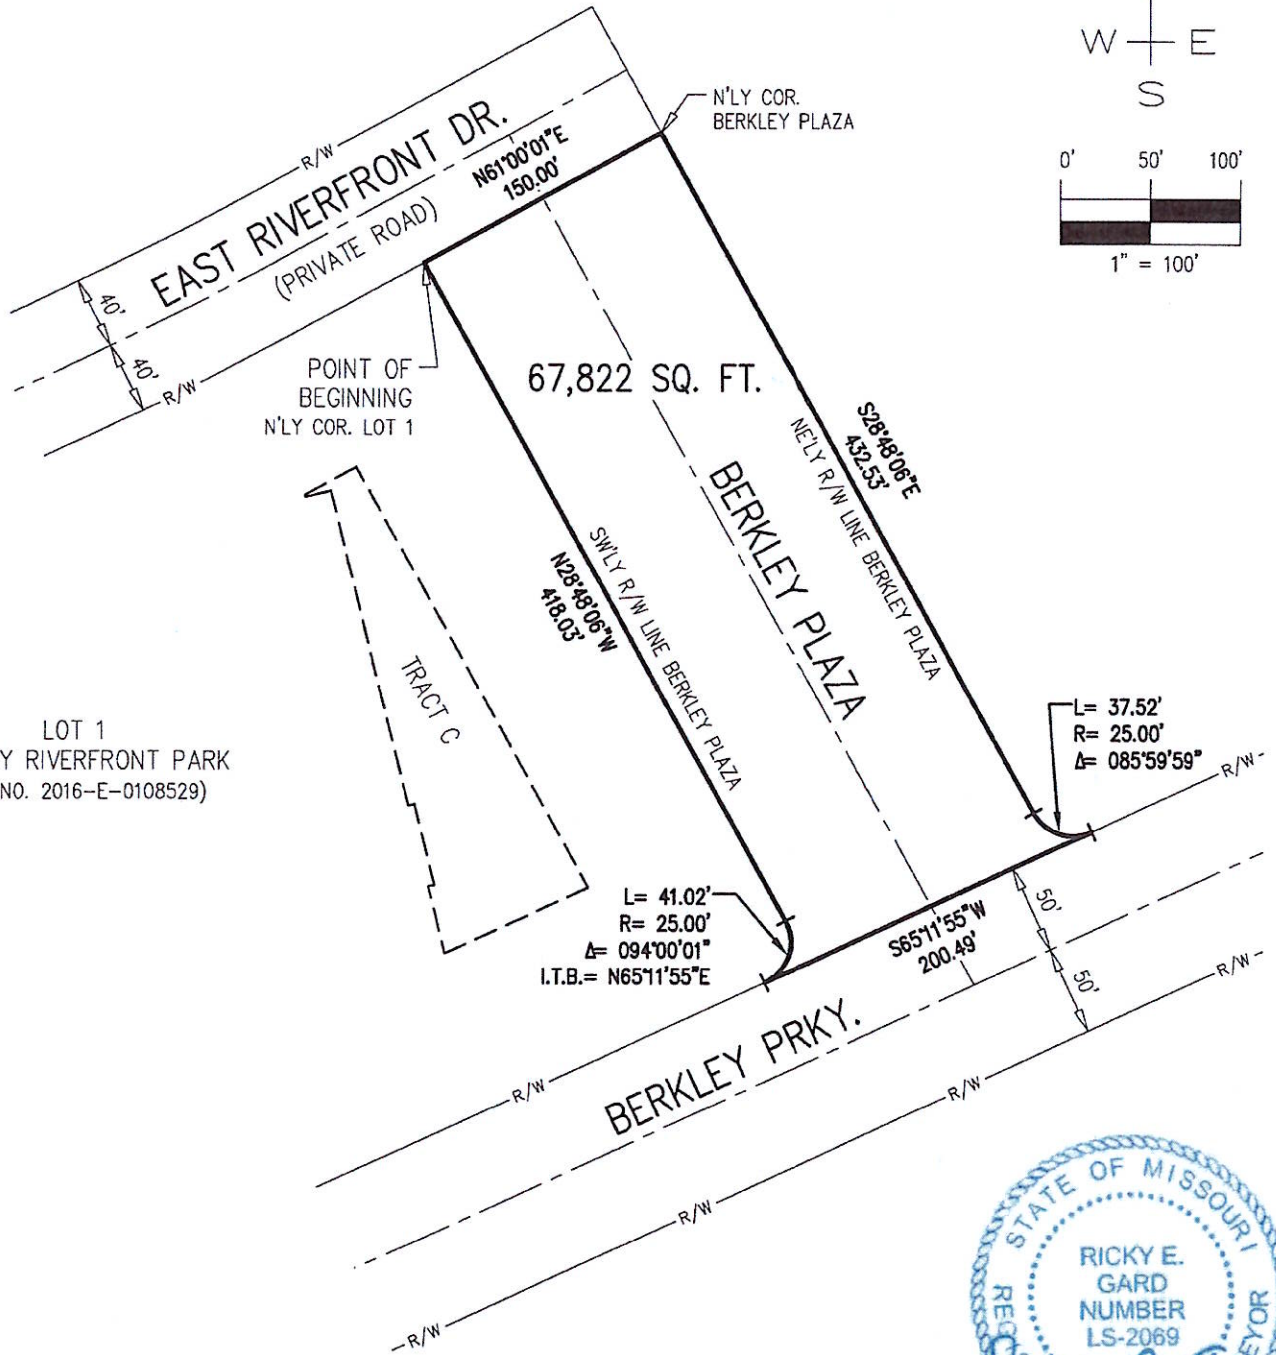 W
E
S
N'LY COR.
BERKLEY PLAZA
0' 50' 100'
1" = 100'
R/W
EAST RIVERFRONT DR.
(PRIVATE ROAD)
N61°00'01"E
150.00'
40'
40'
R/W
POINT OF
BEGINNING
N'LY COR. LOT 1
67,822 SQ. FT.
S28°48'06"E
432.53'
NE'LY R/W LINE BERKLEY PLAZA
BERKLEY PLAZA
SW'LY R/W LINE BERKLEY PLAZA
N28°48'06"W
418.03'
TRACT C
LOT 1
Y RIVERFRONT PARK
NO. 2016-E-0108529)
L= 37.52'
R= 25.00'
Δ= 085°59'59"
R/W
L= 41.02'
R= 25.00'
Δ= 094°00'01"
I.T.B.= N65°11'55"E
S65°11'55"W
200.49'
50'
50'
R/W
BERKLEY PRKY.
R/W
R/W
R/W
R/W
STATE OF MISSOURI
RICKY E.
GARD
NUMBER
LS-2069